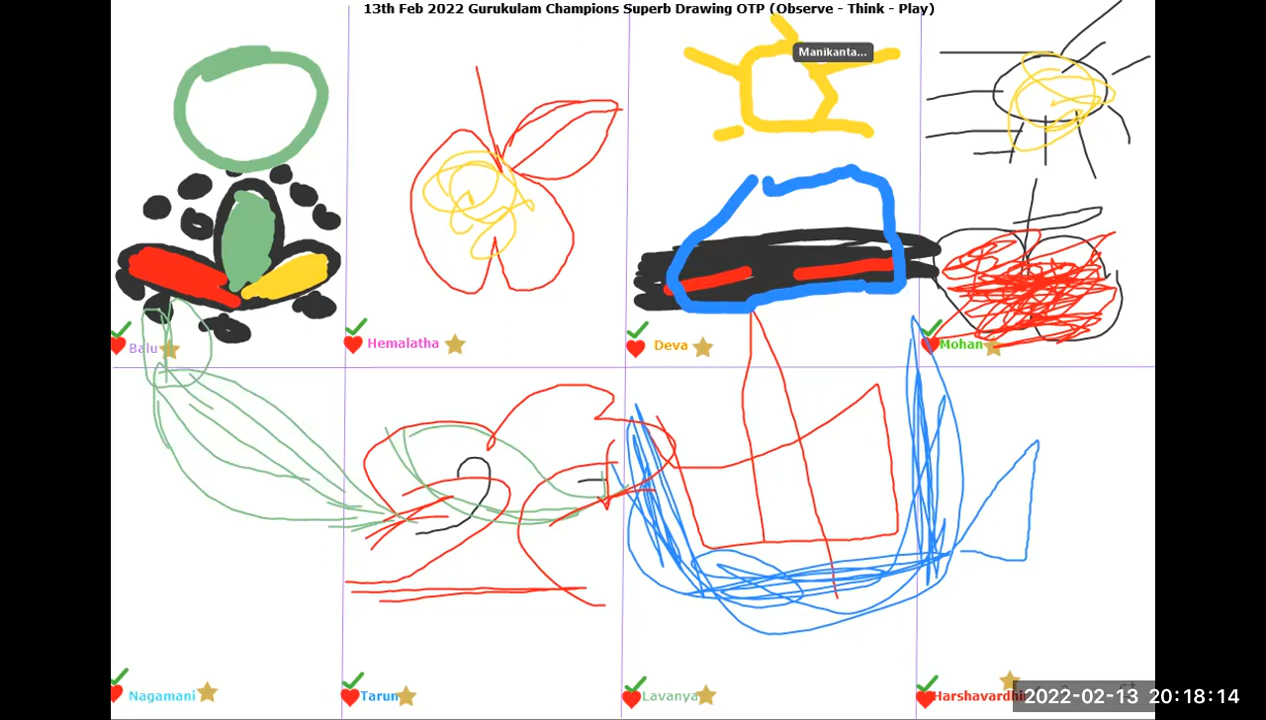 13th Feb 2022 Gurukulam Champions Superb Drawing OTP (Observe - Think - Play)
Manikanta...
Balu
Hemalatha
Deva
Mohan
Nagamani
Tarun
Lavanya
2022-02-13 20:18:14